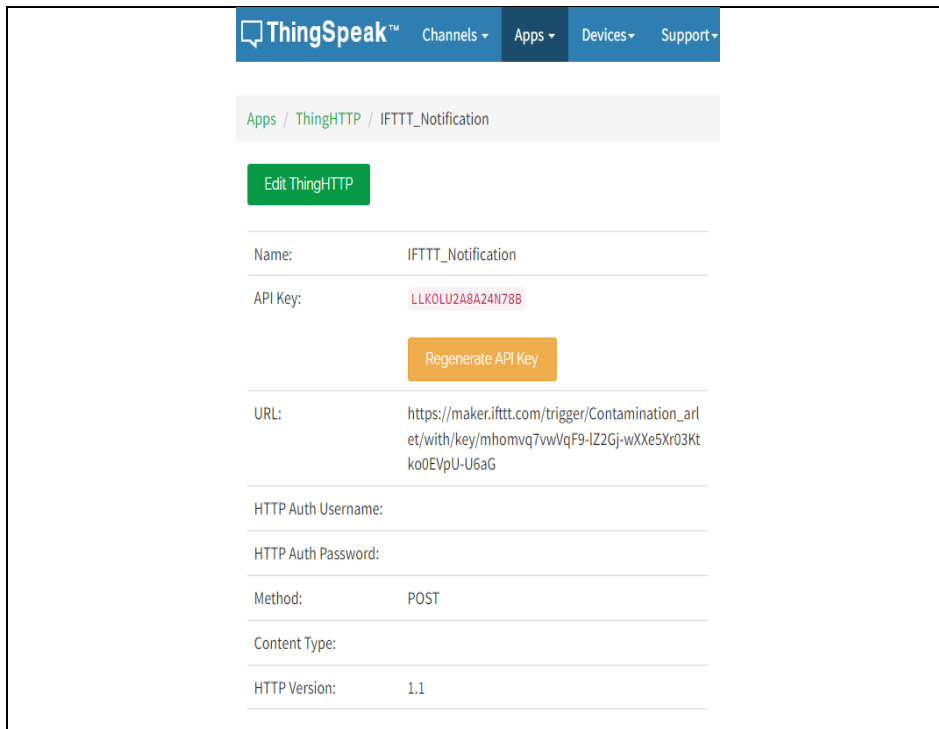 ThingSpeak™ Channels Apps Devices Support
Apps / ThingHTTP / IFTTT_Notification
Edit ThingHTTP
Name: IFTTT_Notification
API Key: LLKOLU2A8A24N78B
Regenerate API Key
URL: https://maker.ifttt.com/trigger/Contamination_arl
et/with/key/mhomvq7vwVqF9-lZ2Gj-wXXe5Xr03Kt
ko0EVpU-U6aG
HTTP Auth Username:
HTTP Auth Password:
Method: POST
Content Type:
HTTP Version: 1.1